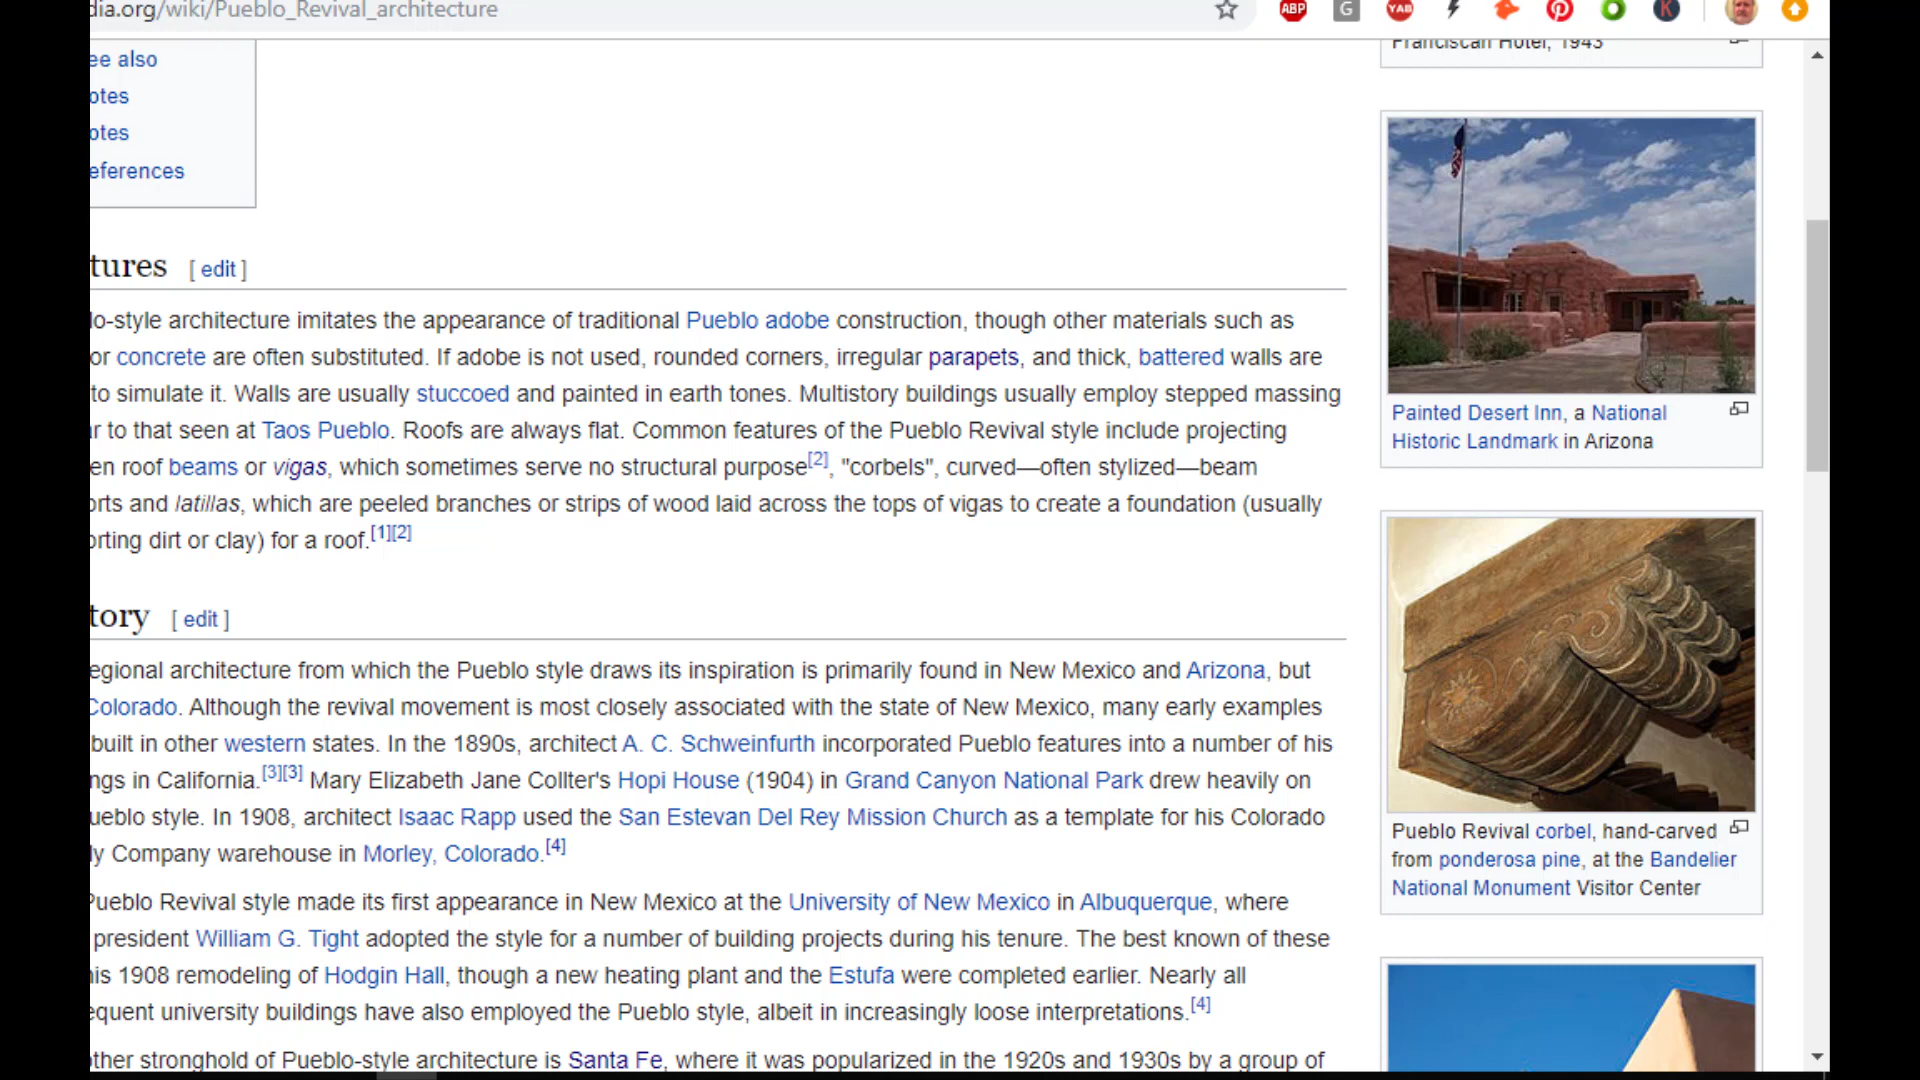 dia.org/wiki/Pueblo_Revival_architecture
ABP
G
YAB
K
ee also
otes
otes
eferences
tures [ edit ]
lo-style architecture imitates the appearance of traditional Pueblo adobe construction, though other materials such as
or concrete are often substituted. If adobe is not used, rounded corners, irregular parapets, and thick, battered walls are
to simulate it. Walls are usually stuccoed and painted in earth tones. Multistory buildings usually employ stepped massing
r to that seen at Taos Pueblo. Roofs are always flat. Common features of the Pueblo Revival style include projecting
en roof beams or vigas, which sometimes serve no structural purpose[2], "corbels", curved—often stylized—beam
orts and latillas, which are peeled branches or strips of wood laid across the tops of vigas to create a foundation (usually
orting dirt or clay) for a roof.[1][2]
tory [ edit ]
egional architecture from which the Pueblo style draws its inspiration is primarily found in New Mexico and Arizona, but
Colorado. Although the revival movement is most closely associated with the state of New Mexico, many early examples
built in other western states. In the 1890s, architect A. C. Schweinfurth incorporated Pueblo features into a number of his
ngs in California.[3][3] Mary Elizabeth Jane Collter's Hopi House (1904) in Grand Canyon National Park drew heavily on
ueblo style. In 1908, architect Isaac Rapp used the San Estevan Del Rey Mission Church as a template for his Colorado
ly Company warehouse in Morley, Colorado.[4]
Pueblo Revival style made its first appearance in New Mexico at the University of New Mexico in Albuquerque, where
president William G. Tight adopted the style for a number of building projects during his tenure. The best known of these
is 1908 remodeling of Hodgin Hall, though a new heating plant and the Estufa were completed earlier. Nearly all
equent university buildings have also employed the Pueblo style, albeit in increasingly loose interpretations.[4]
ther stronghold of Pueblo-style architecture is Santa Fe, where it was popularized in the 1920s and 1930s by a group of
Franciscan Hotel, 1943
Painted Desert Inn, a National
Historic Landmark in Arizona
Pueblo Revival corbel, hand-carved
from ponderosa pine, at the Bandelier
National Monument Visitor Center